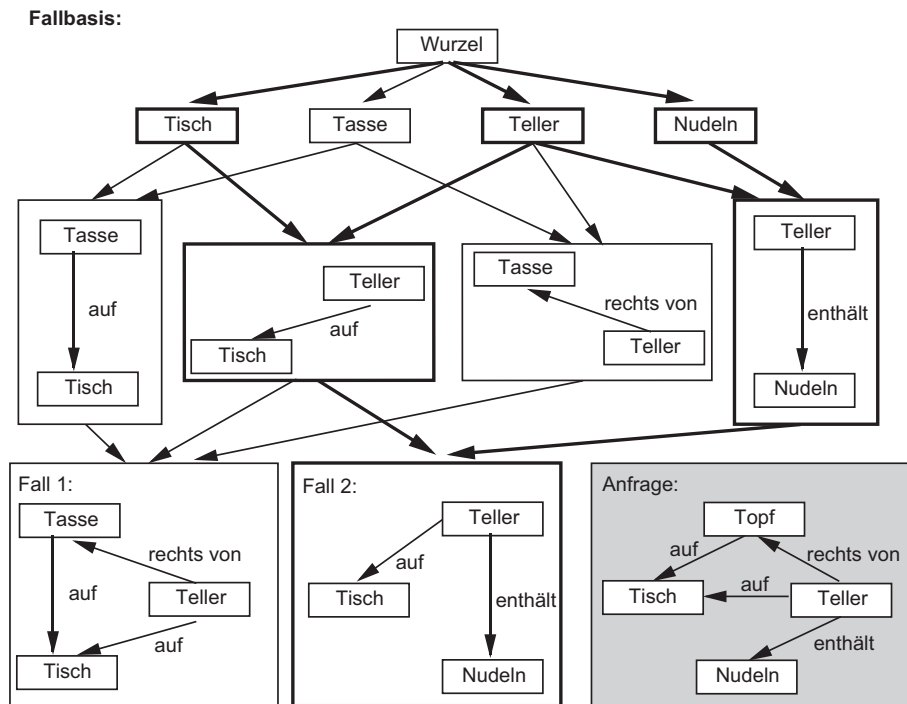 Fallbasis:
Wurzel
Tisch
Tasse
Teller
Nudeln
Tasse
auf
Tisch
Teller
auf
Tisch
Tasse
rechts von
Teller
Teller
enthält
Nudeln
Fall 1:
Tasse
rechts von
auf
Teller
auf
Tisch
Fall 2:
Teller
auf
Tisch
enthält
Nudeln
Anfrage:
Topf
auf
rechts von
Tisch
auf
Teller
enthält
Nudeln